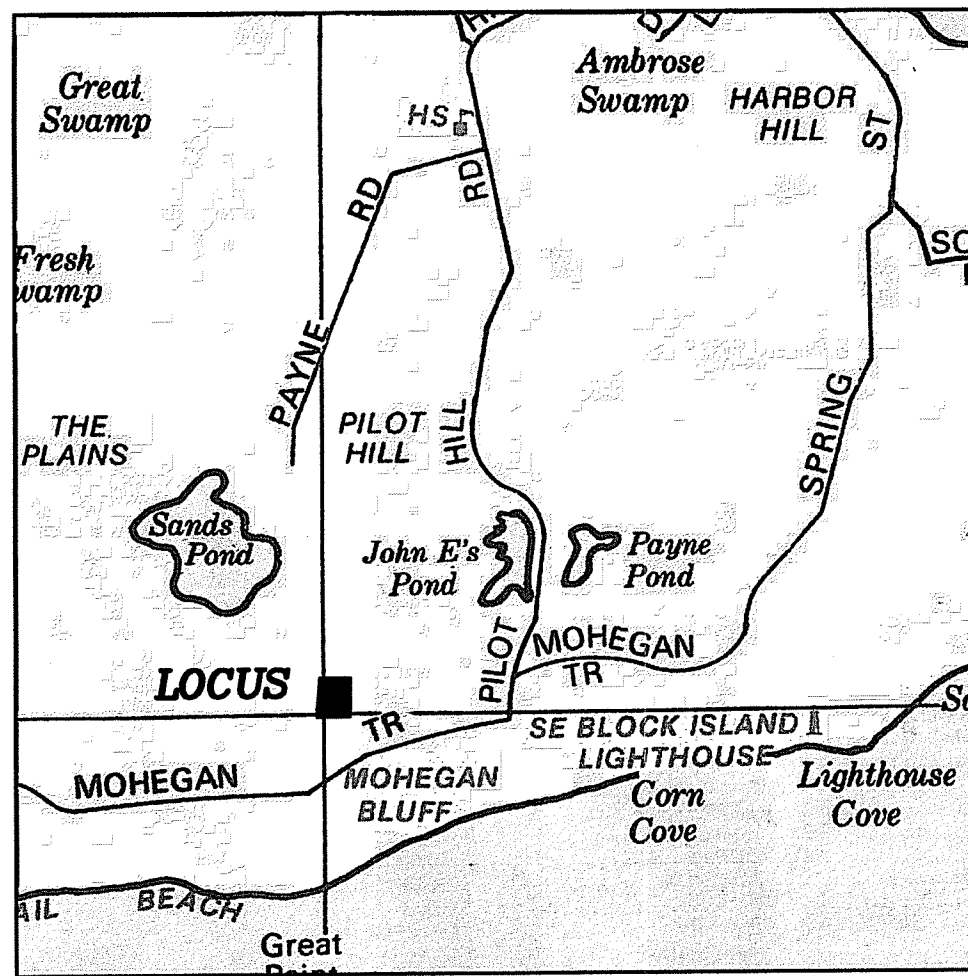 Great
Swamp
Ambrose
Swamp
HARBOR
HILL
HS
ST
RD
RD
Fresh
wamp
SC
PAYNE
THE
PLAINS
PILOT
HILL
HILL
SPRING
Sands
Pond
John E's
Pond
Payne
Pond
PILOT
MOHEGAN
TR
LOCUS
TR
SE BLOCK ISLAND
LIGHTHOUSE
MOHEGAN
MOHEGAN
BLUFF
Corn
Cove
Lighthouse
Cove
AIL
BEACH
Great
Point